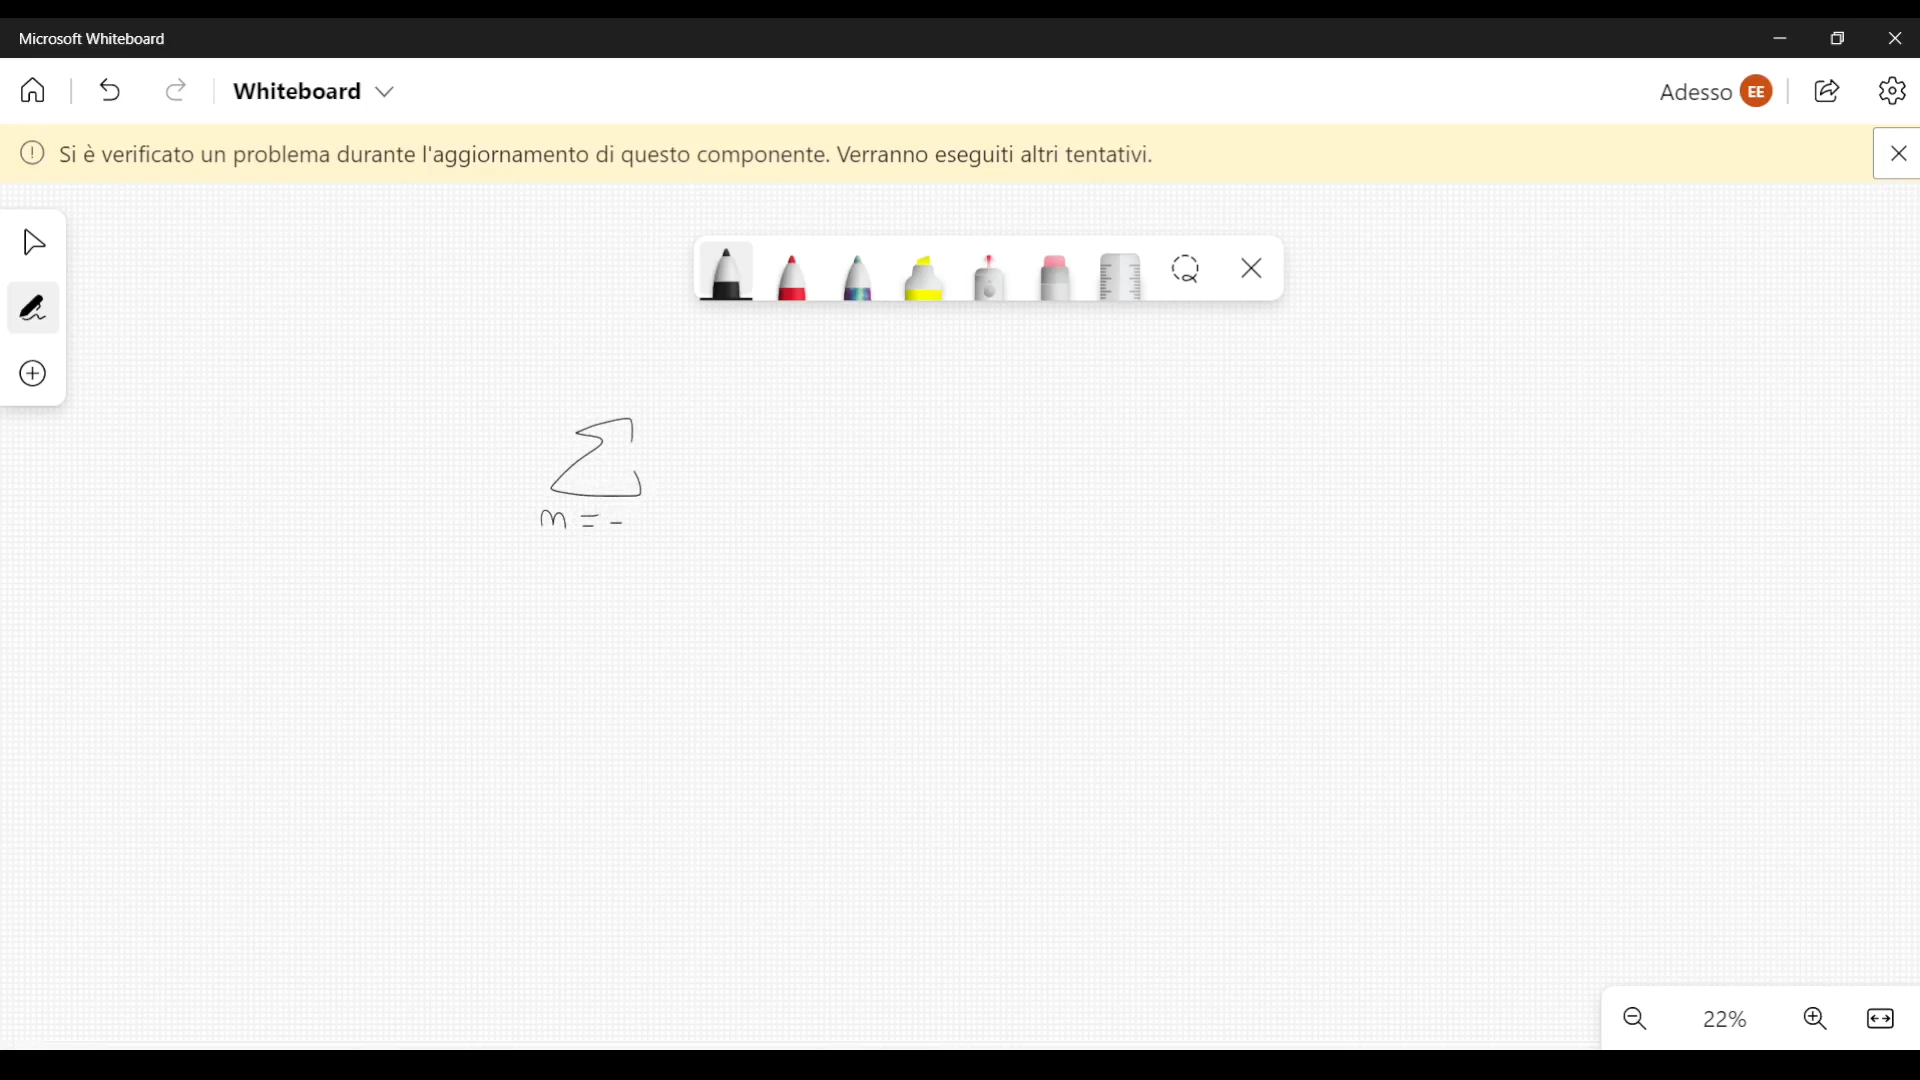 Microsoft Whiteboard
Whiteboard
Adesso EE
Si è verificato un problema durante l'aggiornamento di questo componente. Verranno eseguiti altri tentativi.
Σ
n = -
22%